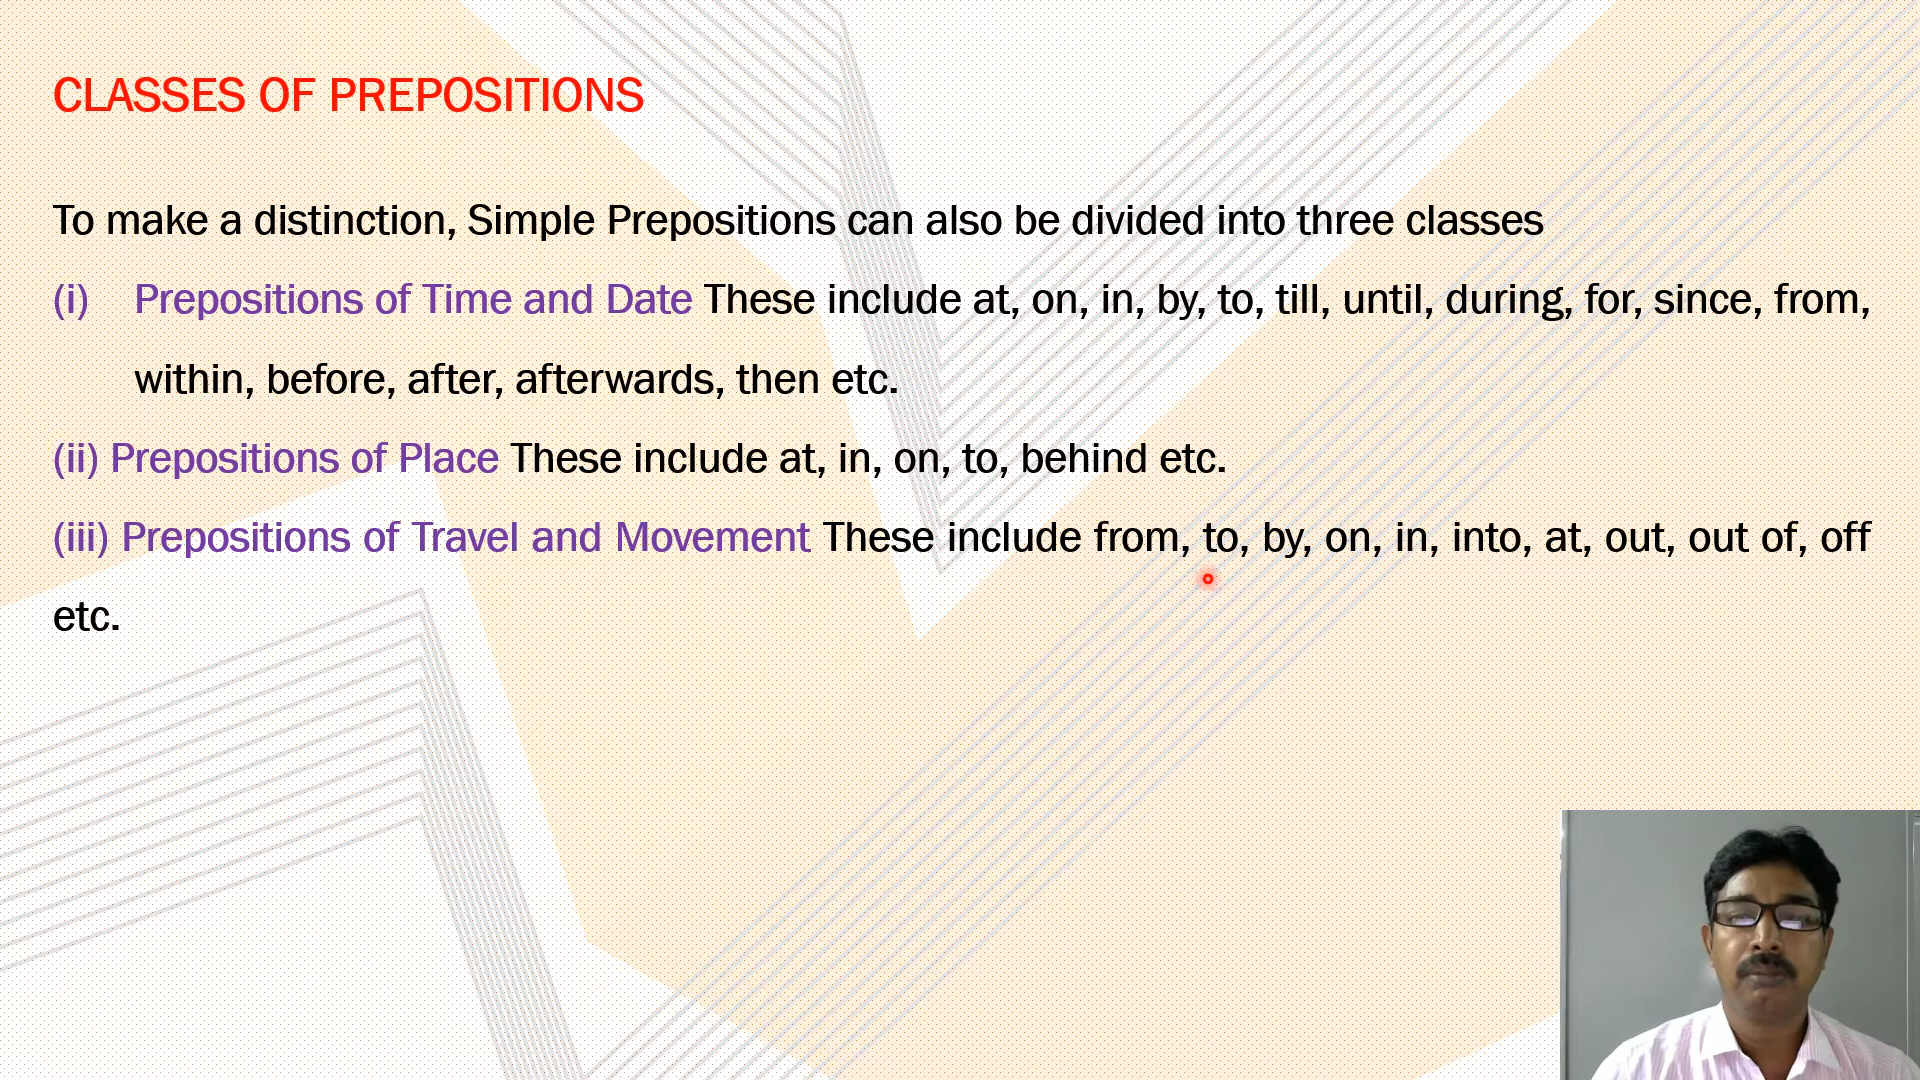 CLASSES OF PREPOSITIONS
To make a distinction, Simple Prepositions can also be divided into three classes
(i) Prepositions of Time and Date These include at, on, in, by, to, till, until, during, for, since, from,
within, before, after, afterwards, then etc.
(ii) Prepositions of Place These include at, in, on, to, behind etc.
(iii) Prepositions of Travel and Movement These include from, to, by, on, in, into, at, out, out of, off
etc.